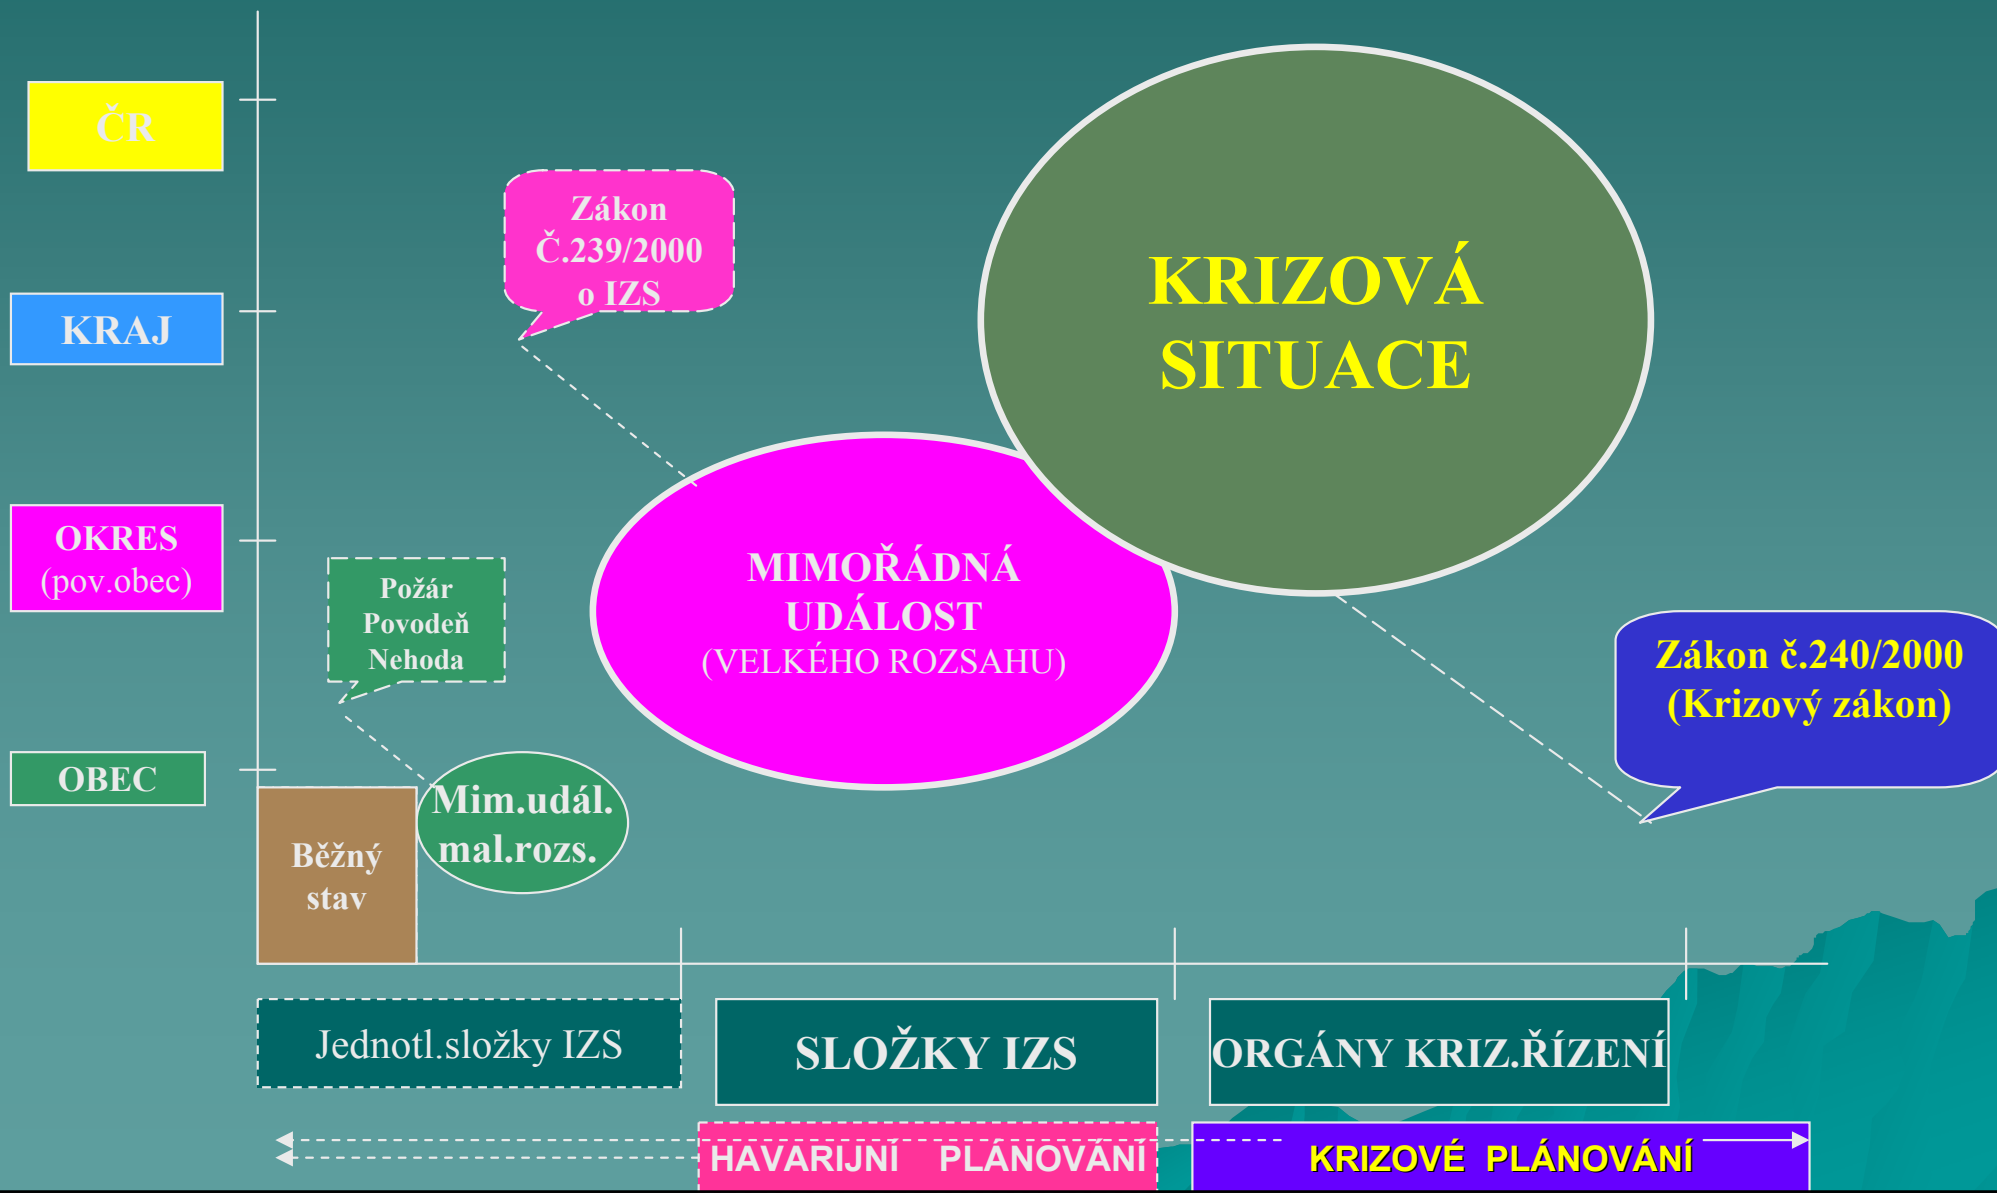 ČR
Zákon
Č.239/2000
o IZS
KRIZOVÁ
SITUACE
KRAJ
OKRES
(pov.obec)
Požár
Povodeň
Nehoda
MIMOŘÁDNÁ
UDÁLOST
(VELKÉHO ROZSAHU)
Zákon č.240/2000
(Krizový zákon)
OBEC
Mim.udál.
mal.rozs.
Běžný
stav
Jednotl.složky IZS
SLOŽKY IZS
ORGÁNY KRIZ.ŘÍZENÍ
HAVARIJNÍ PLÁNOVÁNÍ
KRIZOVÉ PLÁNOVÁNÍ